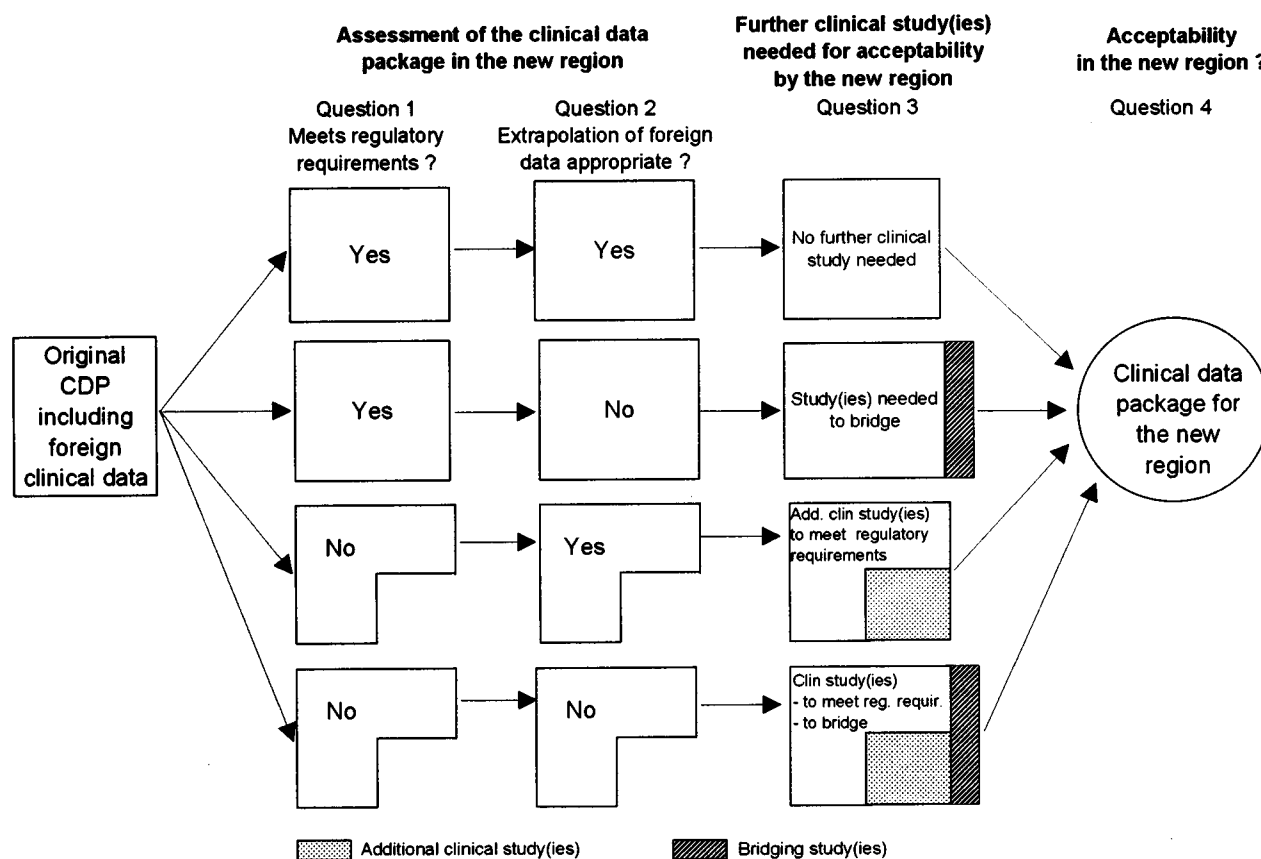 Assessment of the clinical data
package in the new region
Further clinical study(ies)
needed for acceptability
by the new region
Acceptability
in the new region ?
Question 1
Meets regulatory
requirements ?
Question 2
Extrapolation of foreign
data appropriate ?
Question 3
Question 4
Original
CDP
including
foreign
clinical data
Yes
Yes
No further clinical
study needed
Yes
No
Study(ies) needed
to bridge
No
Yes
Add. clin study(ies)
to meet regulatory
requirements
No
No
Clin study(ies)
- to meet reg. requir.
- to bridge
Clinical data
package for
the new
region
Additional clinical study(ies)
Bridging study(ies)